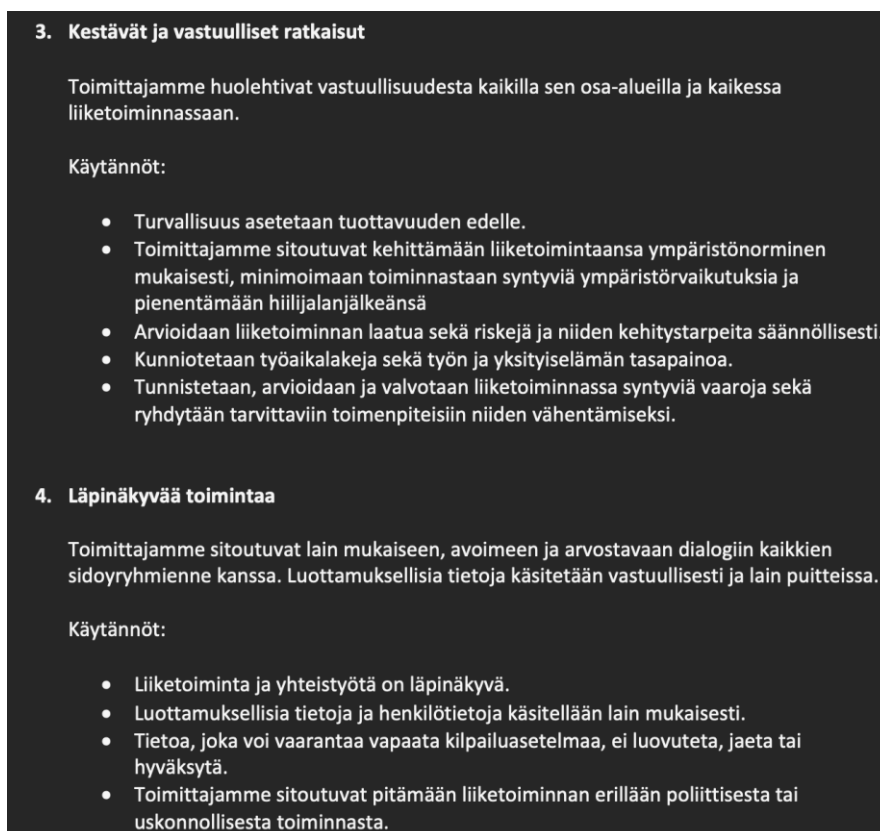 3. Kestävät ja vastuulliset ratkaisut
Toimittajamme huolehtivat vastuullisuudesta kaikilla sen osa-alueilla ja kaikessa
liiketoiminnassaan.
Käytännöt:
• Turvallisuus asetetaan tuottavuuden edelle.
• Toimittajamme sitoutuvat kehittämään liiketoimintaansa ympäristönorminen
mukaisesti, minimoimaan toiminnastaan syntyviä ympäristörvaikutuksia ja
pienentämään hiilijalanjälkeänsä
• Arvioidaan liiketoiminnan laatua sekä riskejä ja niiden kehitystarpeita säännöllisesti.
• Kunniotetaan työaikalakeja sekä työn ja yksityiselämän tasapainoa.
• Tunnistetaan, arvioidaan ja valvotaan liiketoiminnassa syntyviä vaaroja sekä
ryhdytään tarvittaviin toimenpiteisiin niiden vähentämiseksi.
4. Läpinäkyvää toimintaa
Toimittajamme sitoutuvat lain mukaiseen, avoimeen ja arvostavaan dialogiin kaikkien
sidoyryhmienne kanssa. Luottamuksellisia tietoja käsitetään vastuullisesti ja lain puitteissa.
Käytännöt:
• Liiketoiminta ja yhteistyötä on läpinäkyvä.
• Luottamuksellisia tietoja ja henkilötietoja käsitellään lain mukaisesti.
• Tietoa, joka voi vaarantaa vapaata kilpailuasetelmaa, ei luovuteta, jaeta tai
hyväksytä.
• Toimittajamme sitoutuvat pitämään liiketoiminnan erillään poliittisesta tai
uskonnollisesta toiminnasta.